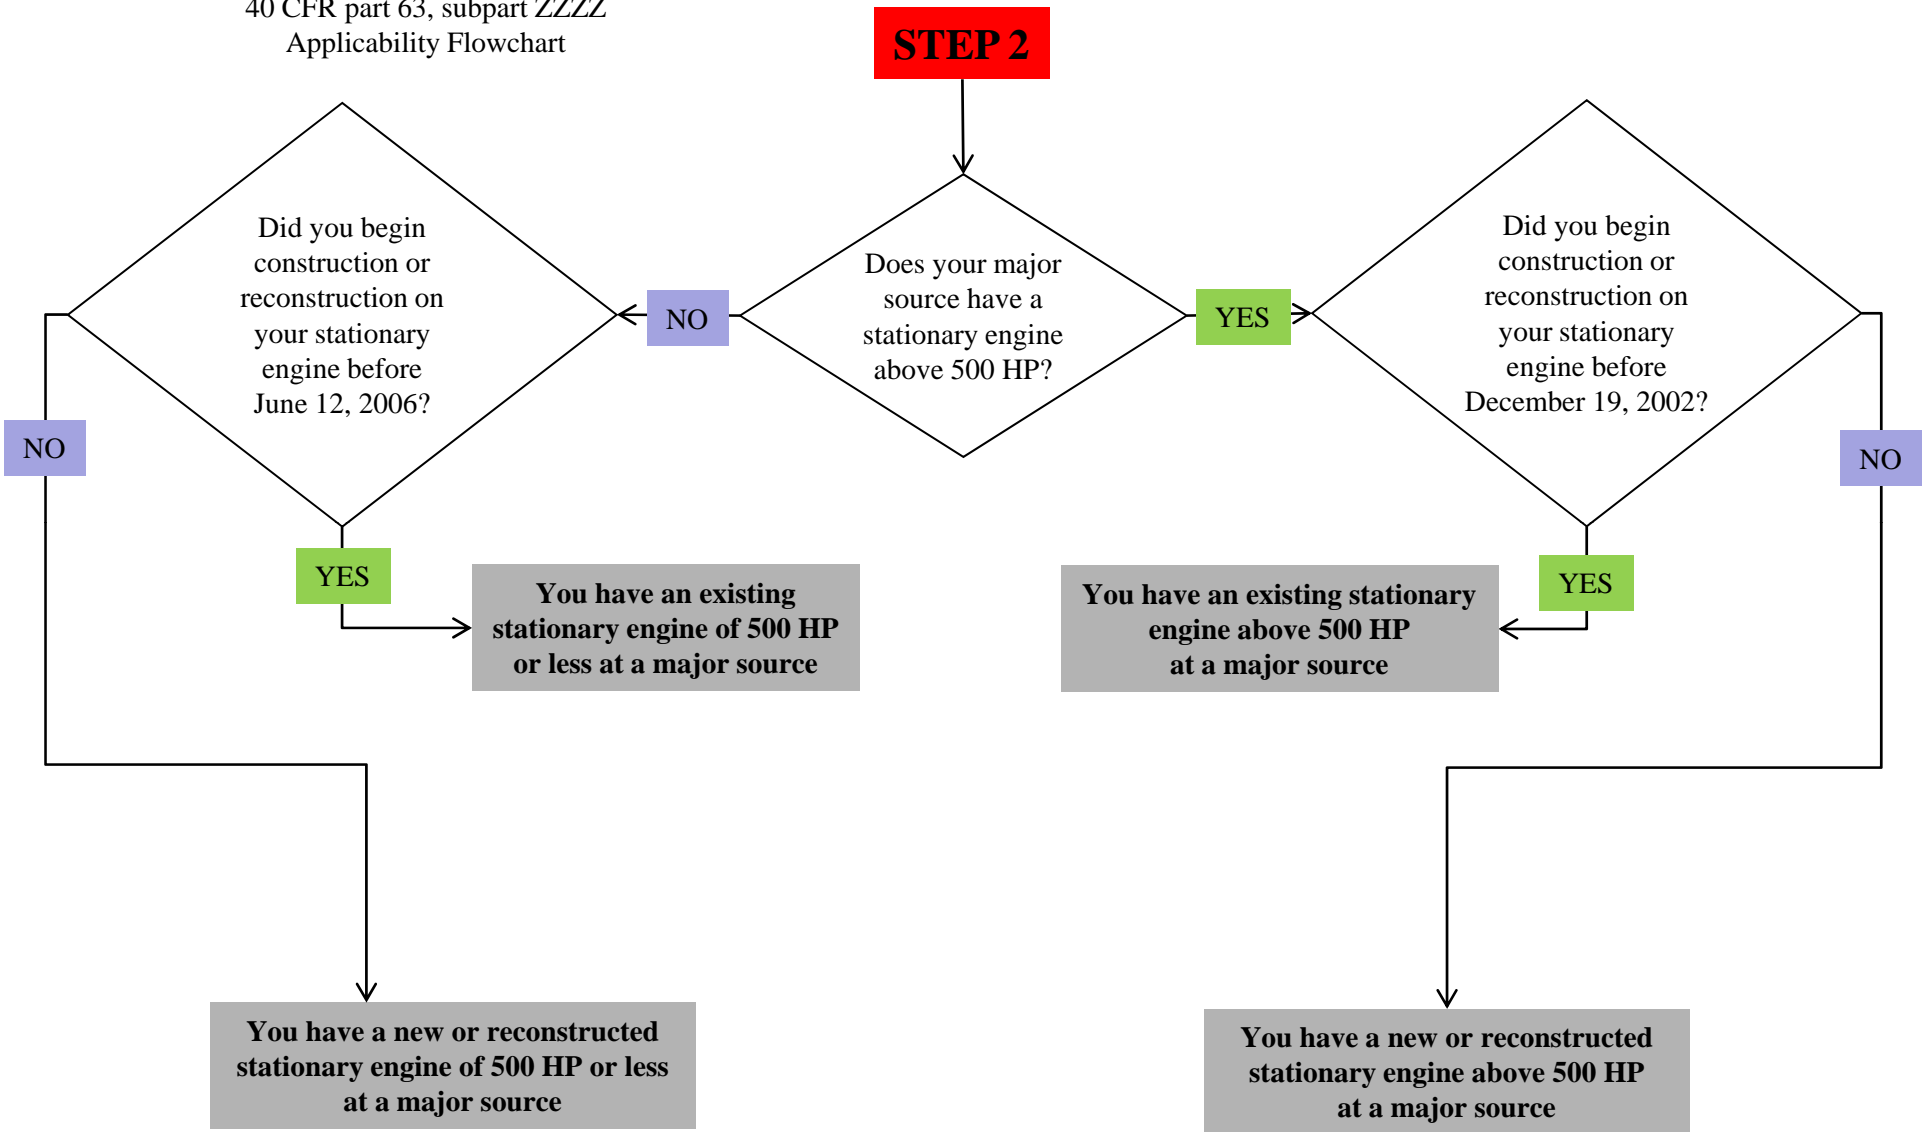 40 CFR part 63, subpart ZZZZ
Applicability Flowchart
STEP 2
Does your major
source have a
stationary engine
above 500 HP?
NO
YES
Did you begin
construction or
reconstruction on
your stationary
engine before
June 12, 2006?
Did you begin
construction or
reconstruction on
your stationary
engine before
December 19, 2002?
NO
YES
You have an existing
stationary engine of 500 HP
or less at a major source
You have an existing stationary
engine above 500 HP
at a major source
YES
NO
You have a new or reconstructed
stationary engine of 500 HP or less
at a major source
You have a new or reconstructed
stationary engine above 500 HP
at a major source